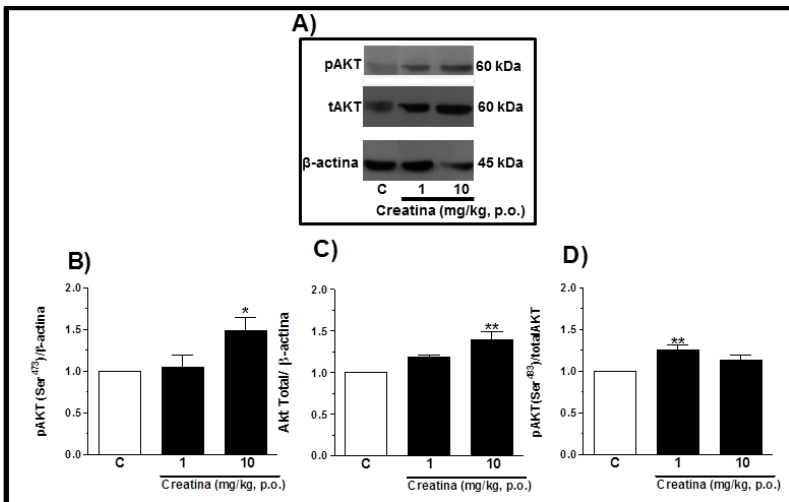 A)
pAKT 60 kDa
tAKT 60 kDa
β-actina 45 kDa
C 1 10
Creatina (mg/kg, p.o.)
B)
pAKT (Ser473)/β-actina
2.0
1.5
1.0
0.5
0.0
*
C 1 10
Creatina (mg/kg, p.o.)
C)
Akt Total/ β-actina
2.0
1.5
1.0
0.5
0.0
**
C 1 10
Creatina (mg/kg, p.o.)
D)
pAKT(Ser483)/totalAKT
2.0
1.5
1.0
0.5
0.0
**
C 1 10
Creatina (mg/kg, p.o.)